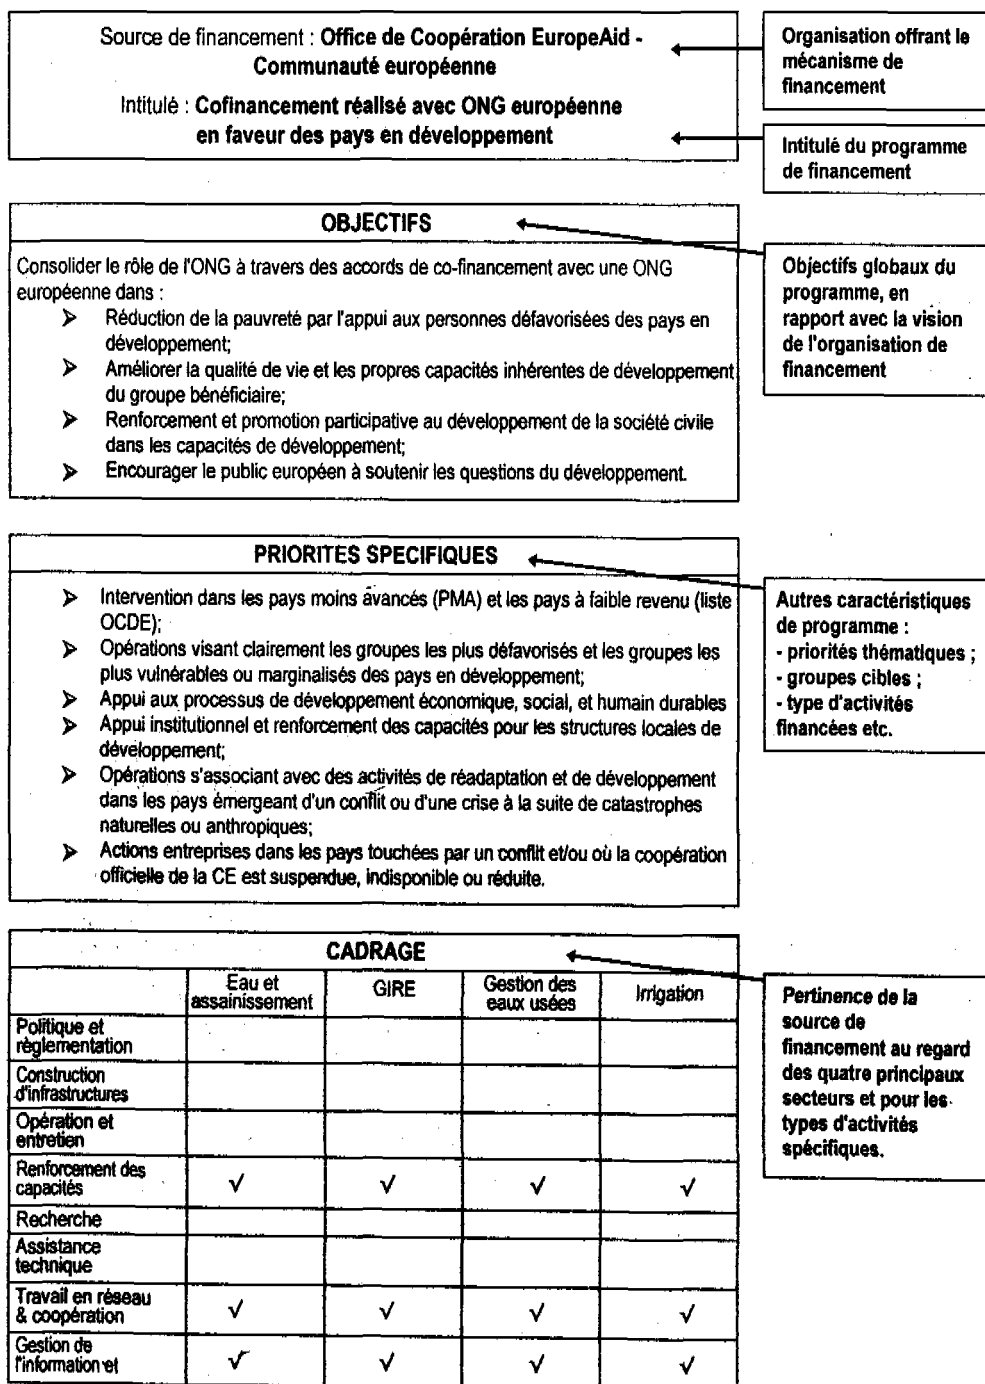 Source de financement : Office de Coopération EuropeAid -
Communauté européenne
Intitulé : Cofinancement réalisé avec ONG européenne
en faveur des pays en développement
Organisation offrant le
mécanisme de
financement
Intitulé du programme
de financement
OBJECTIFS
Consolider le rôle de l'ONG à travers des accords de co-financement avec une ONG
européenne dans :
➤ Réduction de la pauvreté par l'appui aux personnes défavorisées des pays en
développement;
➤ Améliorer la qualité de vie et les propres capacités inhérentes de développement
du groupe bénéficiaire;
➤ Renforcement et promotion participative au développement de la société civile
dans les capacités de développement;
➤ Encourager le public européen à soutenir les questions du développement.
Objectifs globaux du
programme, en
rapport avec la vision
de l'organisation de
financement
PRIORITES SPECIFIQUES
➤ Intervention dans les pays moins avancés (PMA) et les pays à faible revenu (liste
OCDE);
➤ Opérations visant clairement les groupes les plus défavorisés et les groupes les
plus vulnérables ou marginalisés des pays en développement;
➤ Appui aux processus de développement économique, social, et humain durables
➤ Appui institutionnel et renforcement des capacités pour les structures locales de
développement;
➤ Opérations s'associant avec des activités de réadaptation et de développement
dans les pays émergeant d'un conflit ou d'une crise à la suite de catastrophes
naturelles ou anthropiques;
➤ Actions entreprises dans les pays touchées par un conflit et/ou où la coopération
officielle de la CE est suspendue, indisponible ou réduite.
Autres caractéristiques
de programme :
- priorités thématiques ;
- groupes cibles ;
- type d'activités
financées etc.
CADRAGE
Eau et
assainissement
GIRE
Gestion des
eaux usées
Irrigation
Politique et
règlementation
Construction
d'infrastructures
Opération et
entretien
Renforcement des
capacités
√ √ √ √
Recherche
Assistance
technique
Travail en réseau
& coopération
√ √ √ √
Gestion de
l'information et
√ √ √ √
Pertinence de la
source de
financement au regard
des quatre principaux
secteurs et pour les
types d'activités
spécifiques.